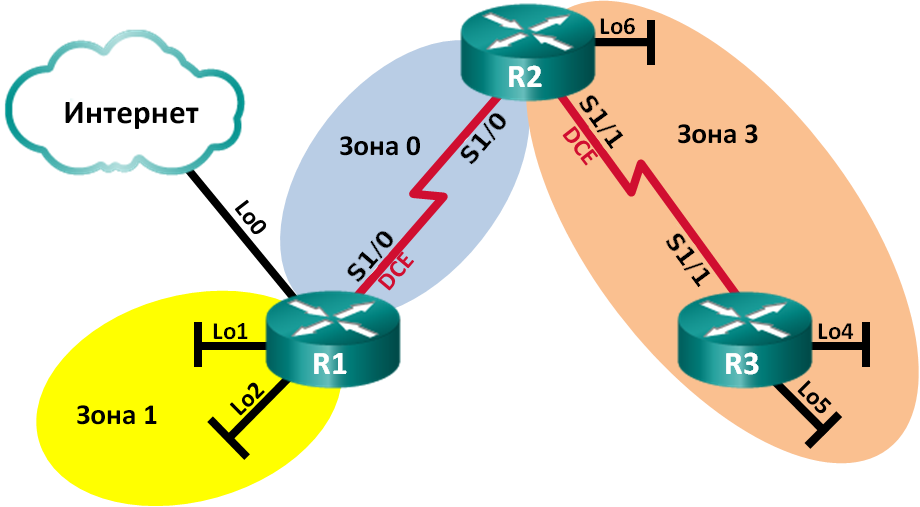 Lo6
R2
Интернет
S1/1
DCE
Зона 3
Зона 0
S1/0
Lo0
S1/0
DCE
S1/1
Lo1
R1
Lo4
R3
Lo2
Lo5
Зона 1